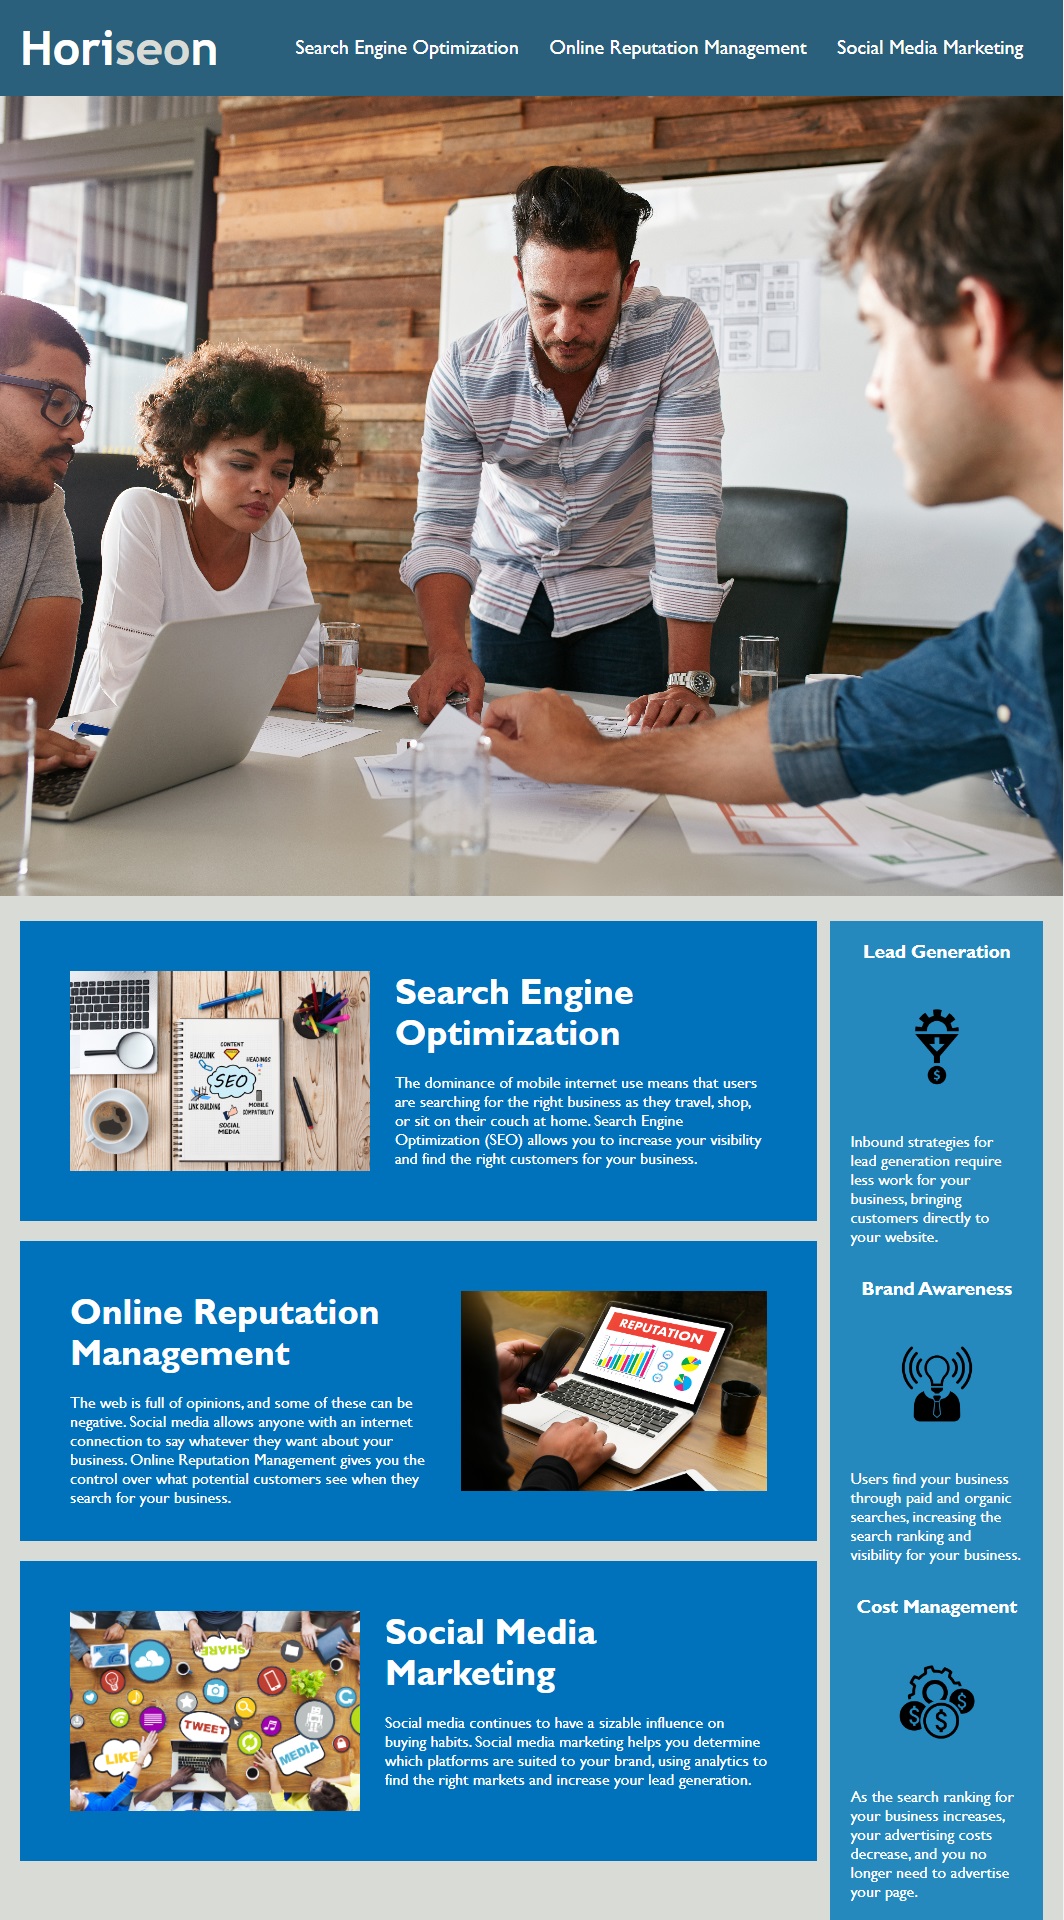 Horiseon
Search Engine Optimization
Online Reputation Management
Social Media Marketing
Search Engine
Optimization
The dominance of mobile internet use means that users
are searching for the right business as they travel, shop,
or sit on their couch at home. Search Engine
Optimization (SEO) allows you to increase your visibility
and find the right customers for your business.
CONTENT
BACKLINK
HEADINGS
SEO
LINK BUILDING
MOBILE
COMPATIBILITY
SOCIAL
MEDIA
Online Reputation
Management
The web is full of opinions, and some of these can be
negative. Social media allows anyone with an internet
connection to say whatever they want about your
business. Online Reputation Management gives you the
control over what potential customers see when they
search for your business.
REPUTATION
SHARE
TWEET
LIKE
MEDIA
Social Media
Marketing
Social media continues to have a sizable influence on
buying habits. Social media marketing helps you determine
which platforms are suited to your brand, using analytics to
find the right markets and increase your lead generation.
Lead Generation
$
Inbound strategies for
lead generation require
less work for your
business, bringing
customers directly to
your website.
Brand Awareness
Users find your business
through paid and organic
searches, increasing the
search ranking and
visibility for your business.
Cost Management
$ $ $
As the search ranking for
your business increases,
your advertising costs
decrease, and you no
longer need to advertise
your page.